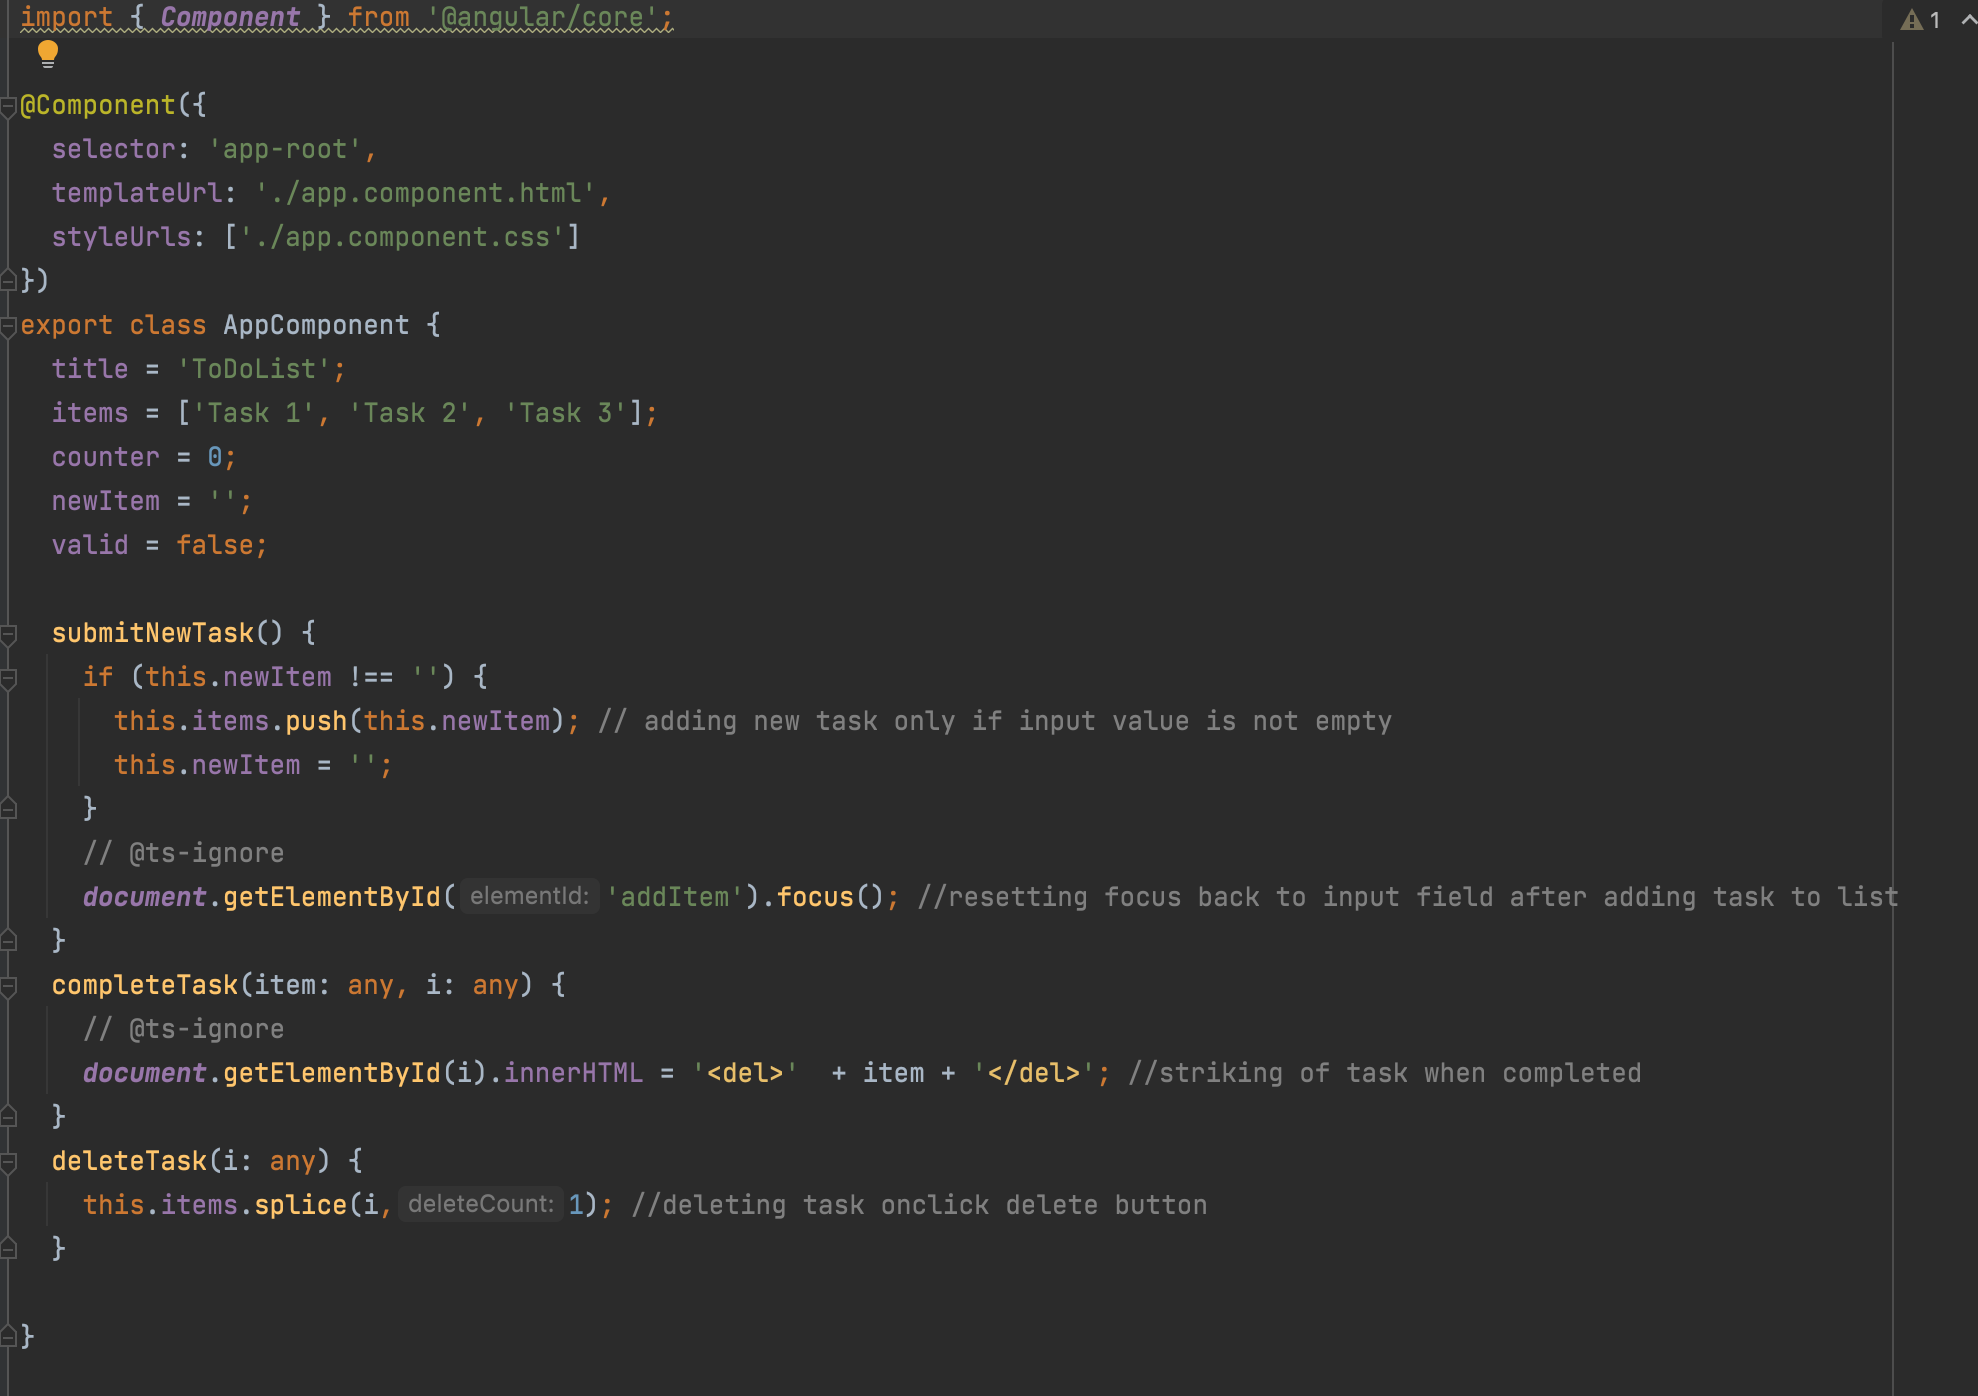 import { Component } from '@angular/core';
1
@Component({
  selector: 'app-root',
  templateUrl: './app.component.html',
  styleUrls: ['./app.component.css']
})
export class AppComponent {
  title = 'ToDoList';
  items = ['Task 1', 'Task 2', 'Task 3'];
  counter = 0;
  newItem = '';
  valid = false;
  submitNewTask() {
    if (this.newItem !== '') {
      this.items.push(this.newItem); // adding new task only if input value is not empty
      this.newItem = '';
    }
    // @ts-ignore
    document.getElementById( elementId: 'addItem').focus(); //resetting focus back to input field after adding task to list
  }
  completeTask(item: any, i: any) {
    // @ts-ignore
    document.getElementById(i).innerHTML = '<del>'  + item + '</del>'; //striking of task when completed
  }
  deleteTask(i: any) {
    this.items.splice(i, deleteCount: 1); //deleting task onclick delete button
  }
}